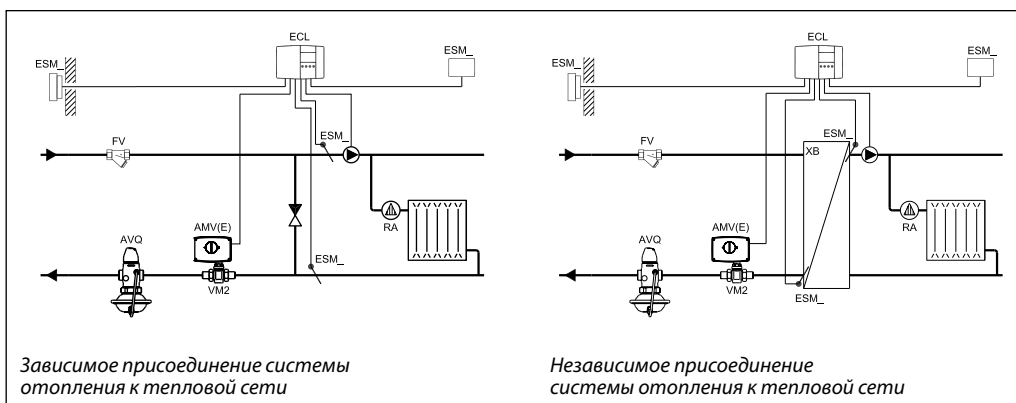 ECL
ESM_
ESM_
FV
ESM_
RA
AMV(E)
AVQ
ESM_
VM2
Зависимое присоединение системы
отопления к тепловой сети
ECL
ESM_
ESM_
FV
ESM_
XB
RA
AMV(E)
AVQ
VM2
ESM_
Независимое присоединение
системы отопления к тепловой сети